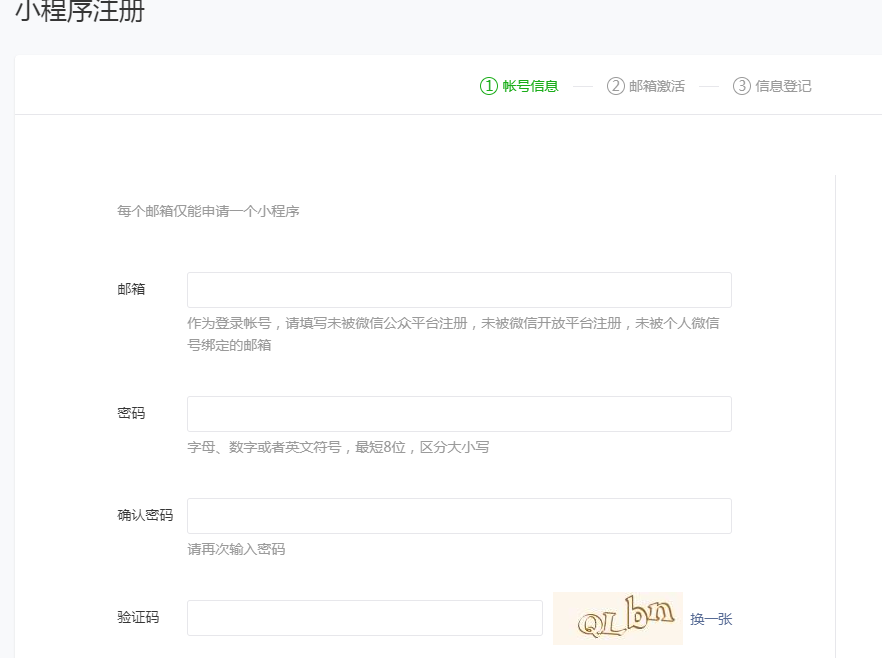 小程序注册
① 帐号信息 ② 邮箱激活 ③ 信息登记
每个邮箱仅能申请一个小程序
邮箱
作为登录帐号，请填写未被微信公众平台注册，未被微信开放平台注册，未被个人微信
号绑定的邮箱
密码
字母、数字或者英文符号，最短8位，区分大小写
确认密码
请再次输入密码
验证码 QLbn 换一张